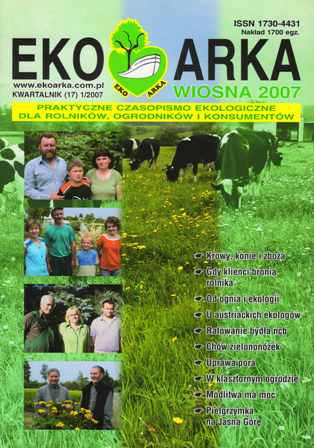 ISSN 1730-4431
Nakład 1700 egz.
EKO ARKA
EKO ARKA
www.ekoarka.com.pl
KWARTALNIK (17) 1/2007
WIOSNA 2007
PRAKTYCZNE CZASOPISMO EKOLOGICZNE
DLA ROLNIKÓW, OGRODNIKÓW I KONSUMENTÓW
Krowy, konie i zboża
Gdy klienci bronią
rolnika
Od ognia i ekologii
U austriackich ekologów
Ratowanie bydła ncb
Chów zielononóżek
Uprawa pora
W klasztornym ogrodzie
Modlitwa ma moc
Pielgrzymka
na Jasną Górę